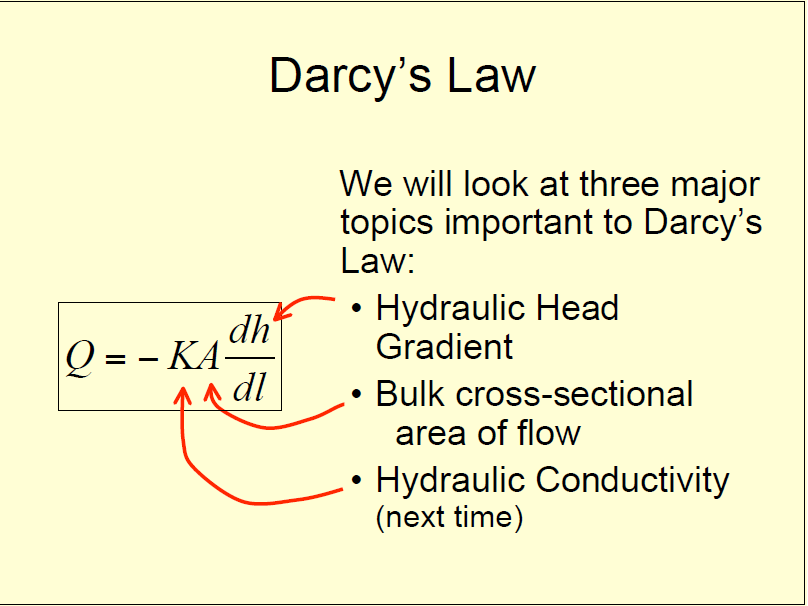 Darcy's Law
We will look at three major
topics important to Darcy's
Law:
• Hydraulic Head
Gradient
• Bulk cross-sectional
area of flow
• Hydraulic Conductivity
(next time)
Q = − KA dh/dl